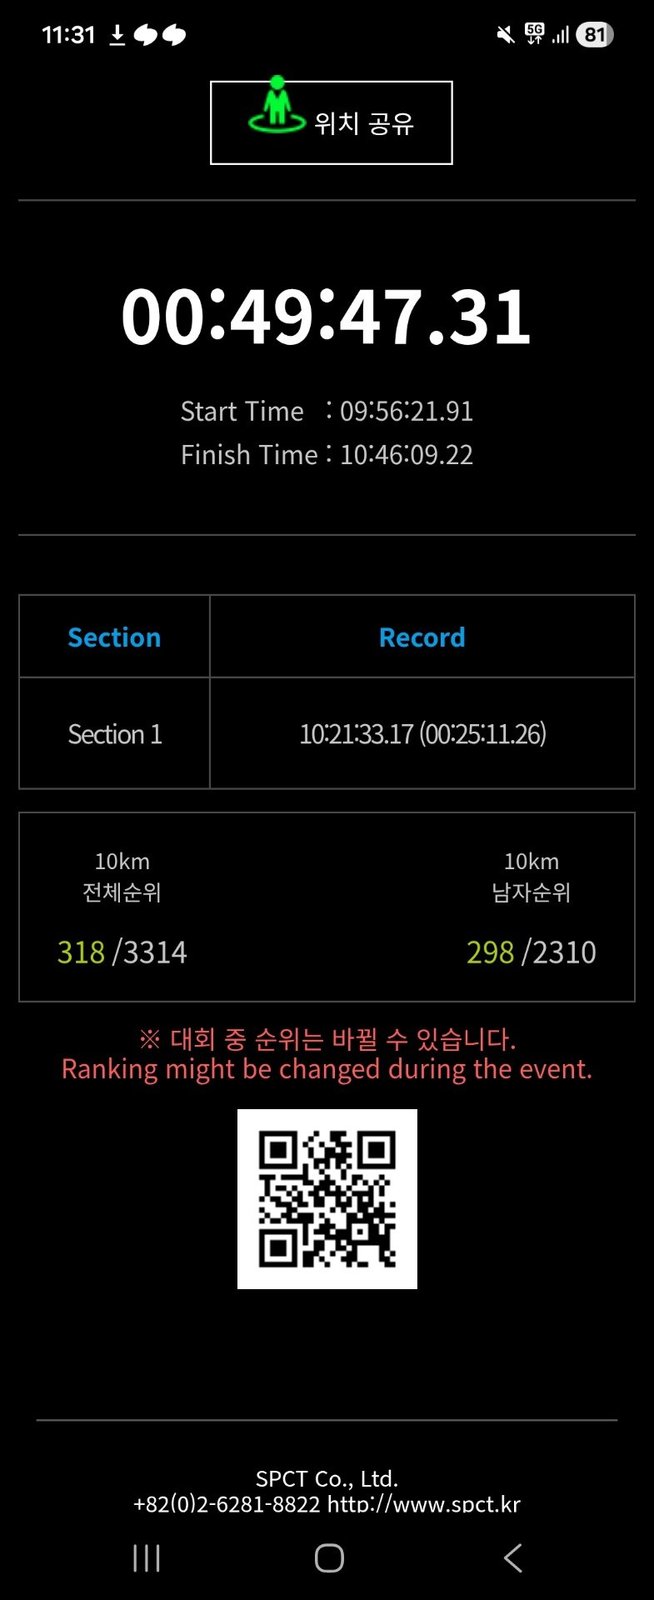 11:31
5G
81
위치 공유
00:49:47.31
Start Time : 09:56:21.91
Finish Time : 10:46:09.22
Section Record
Section 1 10:21:33.17 (00:25:11.26)
10km 10km
전체순위 남자순위
318 /3314 298 /2310
※ 대회 중 순위는 바뀔 수 있습니다.
Ranking might be changed during the event.
SPCT Co., Ltd.
+82(0)2-6281-8822 http://www.spct.kr